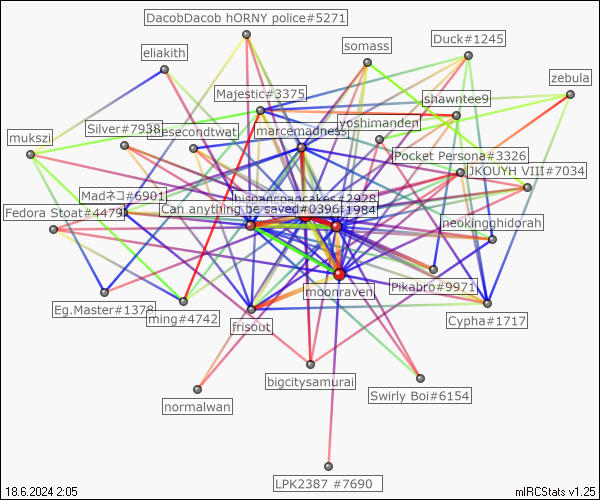 DacobDacob hORNY police#5271
eliakith
somass
Duck#1245
zebula
Majestic#3375
shawntee9
mukszi
Silver#7938
esecondtwat
marcemadness
yoshimanden
Pocket Persona#3326
JKOUYH VIII#7034
Madネコ#6901
hispancpancakes#2928
Fedora Stoat#4479
Can anything be saved#0396
1984
neokingghidorah
Eg.Master#1378
ming#4742
frisout
moonraven
Pikabro#9971
Cypha#1717
bigcitysamurai
Swirly Boi#6154
normalwan
LPK2387 #7690
18.6.2024 2:05
mIRCStats v1.25